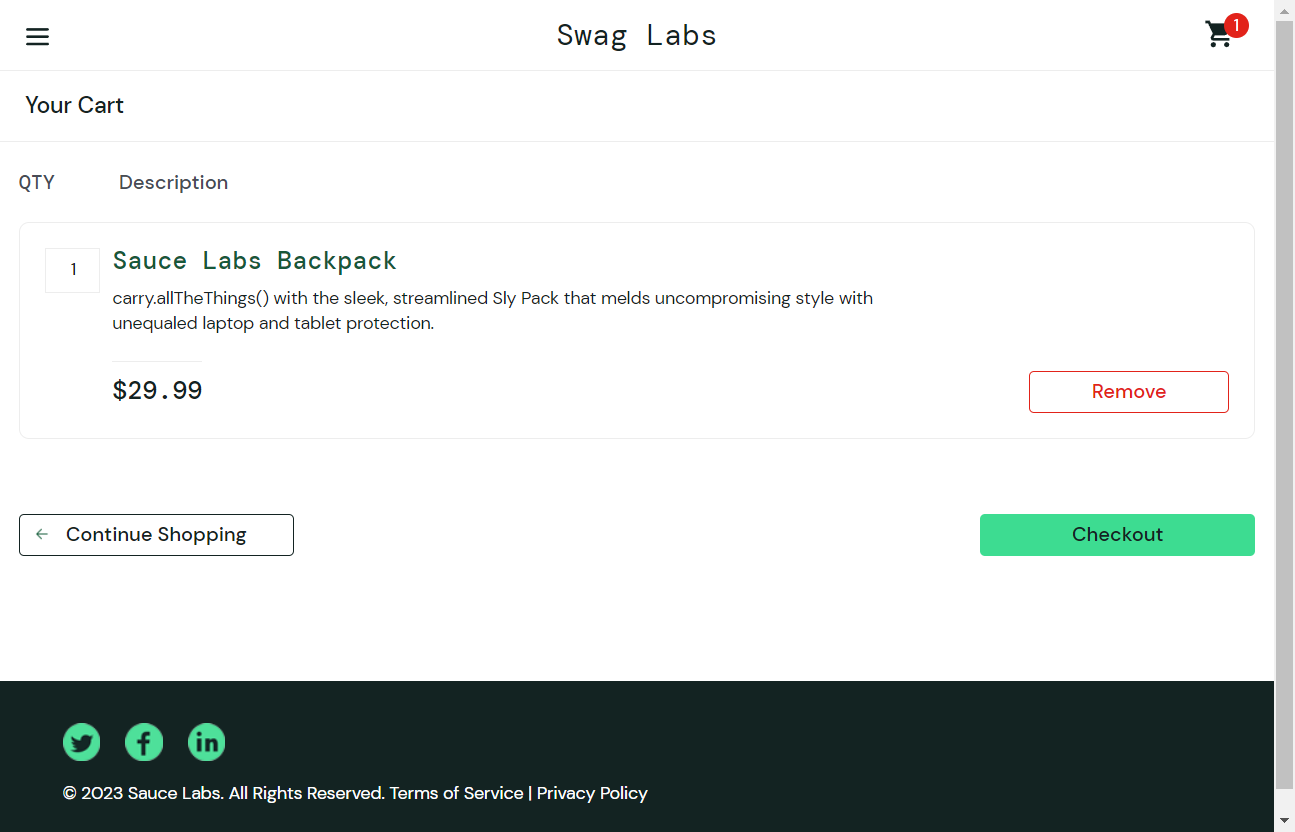 Swag Labs
1
Your Cart
QTY Description
1
Sauce Labs Backpack
carry.allTheThings() with the sleek, streamlined Sly Pack that melds uncompromising style with
unequaled laptop and tablet protection.
$29.99
Remove
Continue Shopping
Checkout
© 2023 Sauce Labs. All Rights Reserved. Terms of Service | Privacy Policy